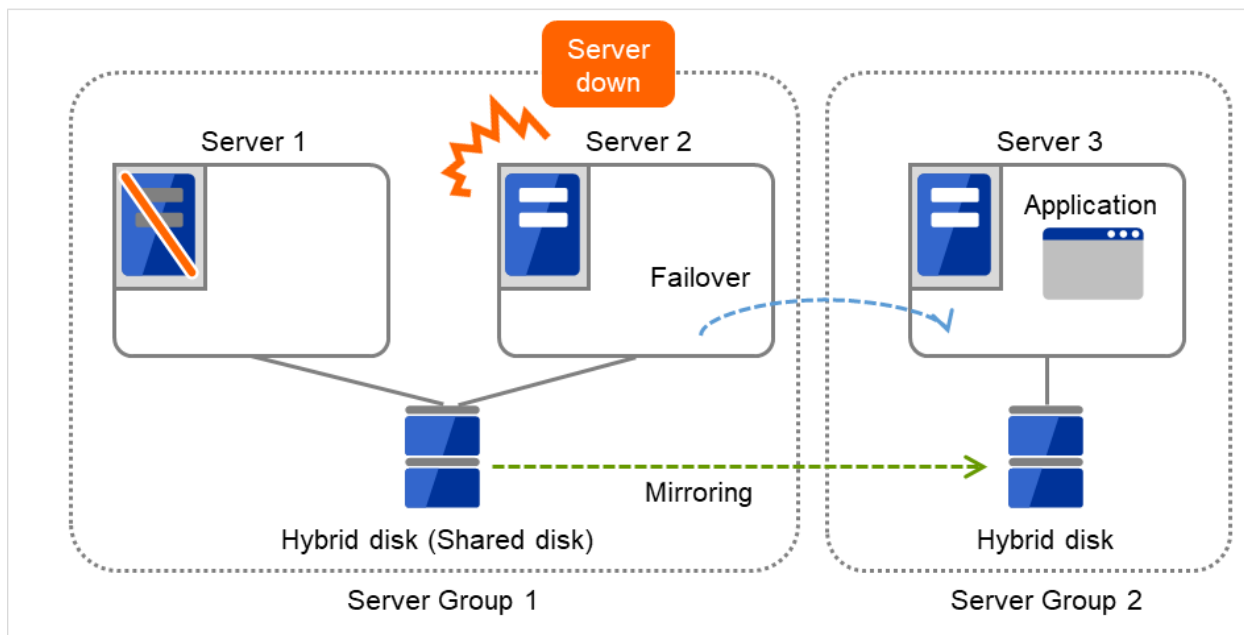 Server
down
Server 1
Server 2
Server 3
Application
Failover
Mirroring
Hybrid disk (Shared disk)
Hybrid disk
Server Group 1
Server Group 2